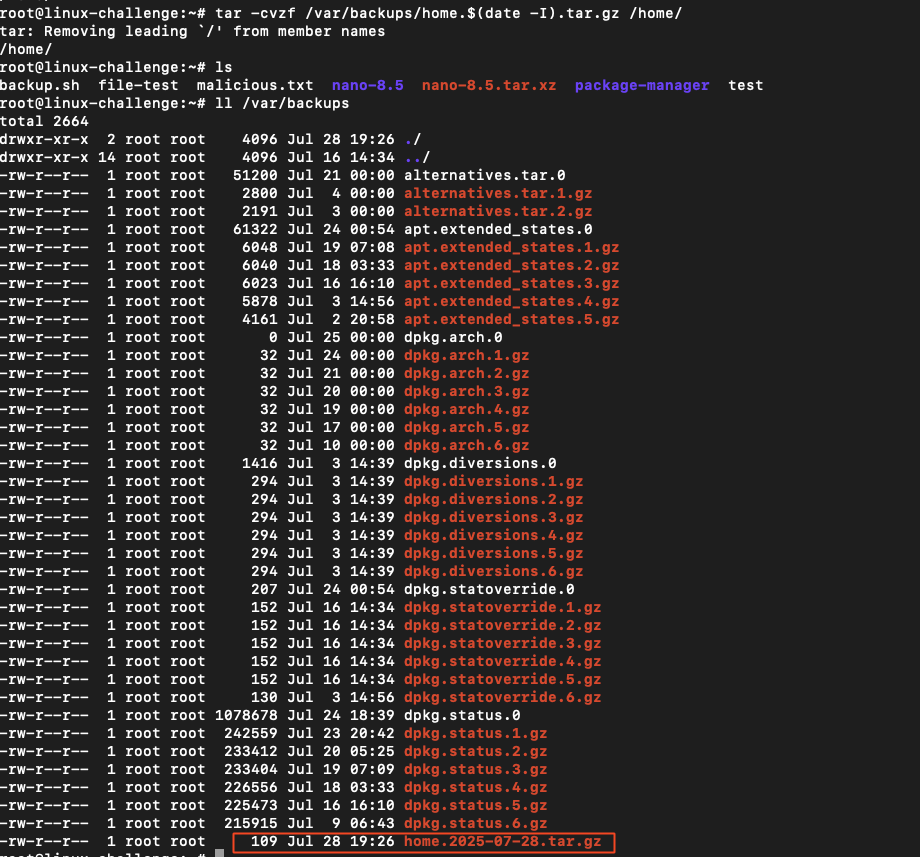 root@linux-challenge:~# tar -cvzf /var/backups/home.$(date -I).tar.gz /home/
tar: Removing leading `/' from member names
/home/
root@linux-challenge:~# ls
backup.sh  file-test  malicious.txt  nano-8.5  nano-8.5.tar.xz  package-manager  test
root@linux-challenge:~# ll /var/backups
total 2664
drwxr-xr-x  2 root root    4096 Jul 28 19:26 ./
drwxr-xr-x 14 root root    4096 Jul 16 14:34 ../
-rw-r--r--  1 root root   51200 Jul 21 00:00 alternatives.tar.0
-rw-r--r--  1 root root    2800 Jul  4 00:00 alternatives.tar.1.gz
-rw-r--r--  1 root root    2191 Jul  3 00:00 alternatives.tar.2.gz
-rw-r--r--  1 root root   61322 Jul 24 00:54 apt.extended_states.0
-rw-r--r--  1 root root    6048 Jul 19 07:08 apt.extended_states.1.gz
-rw-r--r--  1 root root    6040 Jul 18 03:33 apt.extended_states.2.gz
-rw-r--r--  1 root root    6023 Jul 16 16:10 apt.extended_states.3.gz
-rw-r--r--  1 root root    5878 Jul  3 14:56 apt.extended_states.4.gz
-rw-r--r--  1 root root    4161 Jul  2 20:58 apt.extended_states.5.gz
-rw-r--r--  1 root root       0 Jul 25 00:00 dpkg.arch.0
-rw-r--r--  1 root root      32 Jul 24 00:00 dpkg.arch.1.gz
-rw-r--r--  1 root root      32 Jul 21 00:00 dpkg.arch.2.gz
-rw-r--r--  1 root root      32 Jul 20 00:00 dpkg.arch.3.gz
-rw-r--r--  1 root root      32 Jul 19 00:00 dpkg.arch.4.gz
-rw-r--r--  1 root root      32 Jul 17 00:00 dpkg.arch.5.gz
-rw-r--r--  1 root root      32 Jul 10 00:00 dpkg.arch.6.gz
-rw-r--r--  1 root root    1416 Jul  3 14:39 dpkg.diversions.0
-rw-r--r--  1 root root     294 Jul  3 14:39 dpkg.diversions.1.gz
-rw-r--r--  1 root root     294 Jul  3 14:39 dpkg.diversions.2.gz
-rw-r--r--  1 root root     294 Jul  3 14:39 dpkg.diversions.3.gz
-rw-r--r--  1 root root     294 Jul  3 14:39 dpkg.diversions.4.gz
-rw-r--r--  1 root root     294 Jul  3 14:39 dpkg.diversions.5.gz
-rw-r--r--  1 root root     294 Jul  3 14:39 dpkg.diversions.6.gz
-rw-r--r--  1 root root     207 Jul 24 00:54 dpkg.statoverride.0
-rw-r--r--  1 root root     152 Jul 16 14:34 dpkg.statoverride.1.gz
-rw-r--r--  1 root root     152 Jul 16 14:34 dpkg.statoverride.2.gz
-rw-r--r--  1 root root     152 Jul 16 14:34 dpkg.statoverride.3.gz
-rw-r--r--  1 root root     152 Jul 16 14:34 dpkg.statoverride.4.gz
-rw-r--r--  1 root root     152 Jul 16 14:34 dpkg.statoverride.5.gz
-rw-r--r--  1 root root     130 Jul  3 14:56 dpkg.statoverride.6.gz
-rw-r--r--  1 root root 1078678 Jul 24 18:39 dpkg.status.0
-rw-r--r--  1 root root  242559 Jul 23 20:42 dpkg.status.1.gz
-rw-r--r--  1 root root  233412 Jul 20 05:25 dpkg.status.2.gz
-rw-r--r--  1 root root  233404 Jul 19 07:09 dpkg.status.3.gz
-rw-r--r--  1 root root  226556 Jul 18 03:33 dpkg.status.4.gz
-rw-r--r--  1 root root  225473 Jul 16 16:10 dpkg.status.5.gz
-rw-r--r--  1 root root  215915 Jul  9 06:43 dpkg.status.6.gz
-rw-r--r--  1 root root     109 Jul 28 19:26 home.2025-07-28.tar.gz
root@linux-challenge:~#